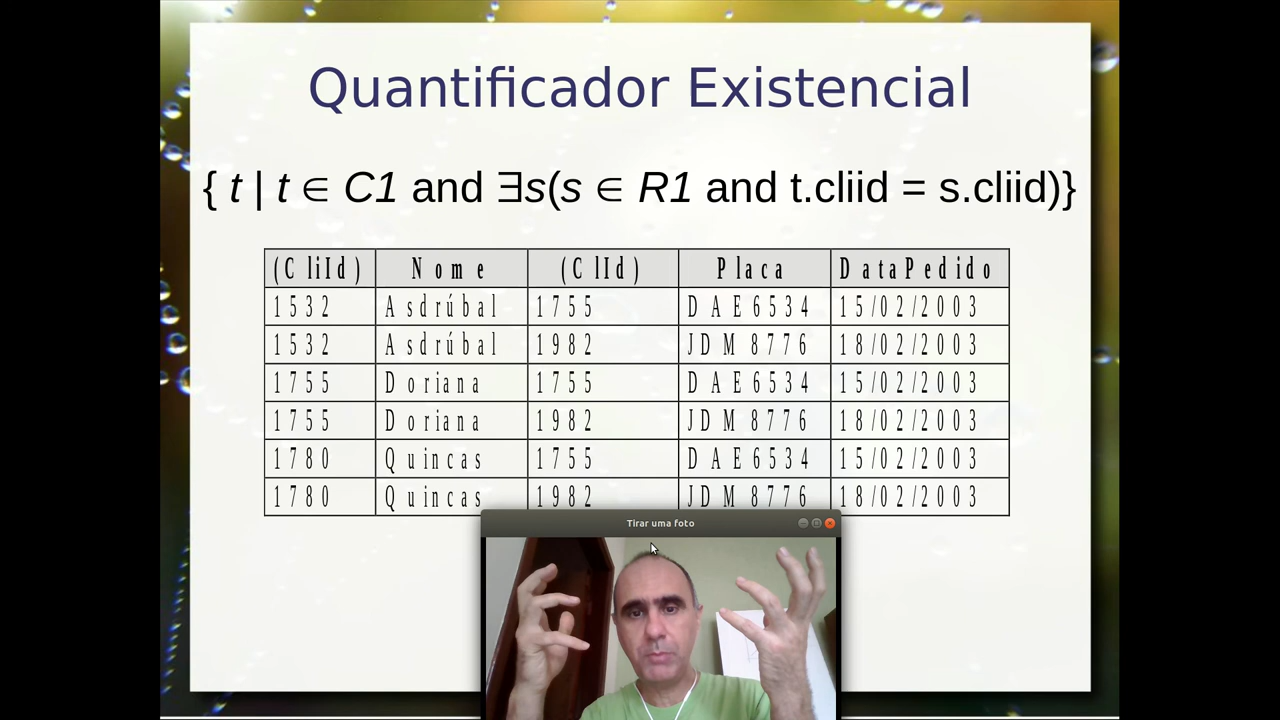 Quantificador Existencial
{ t | t ∈ C1 and ∃s(s ∈ R1 and t.cliid = s.cliid)}
(CliId) Nome (ClId) Placa DataPedido
1532 Asdrúbal 1755 DAE6534 15/02/2003
1532 Asdrúbal 1982 JDM8776 18/02/2003
1755 Doriana 1755 DAE6534 15/02/2003
1755 Doriana 1982 JDM8776 18/02/2003
1780 Quincas 1755 DAE6534 15/02/2003
1780 Quincas 1982 JDM8776 18/02/2003
Tirar uma foto